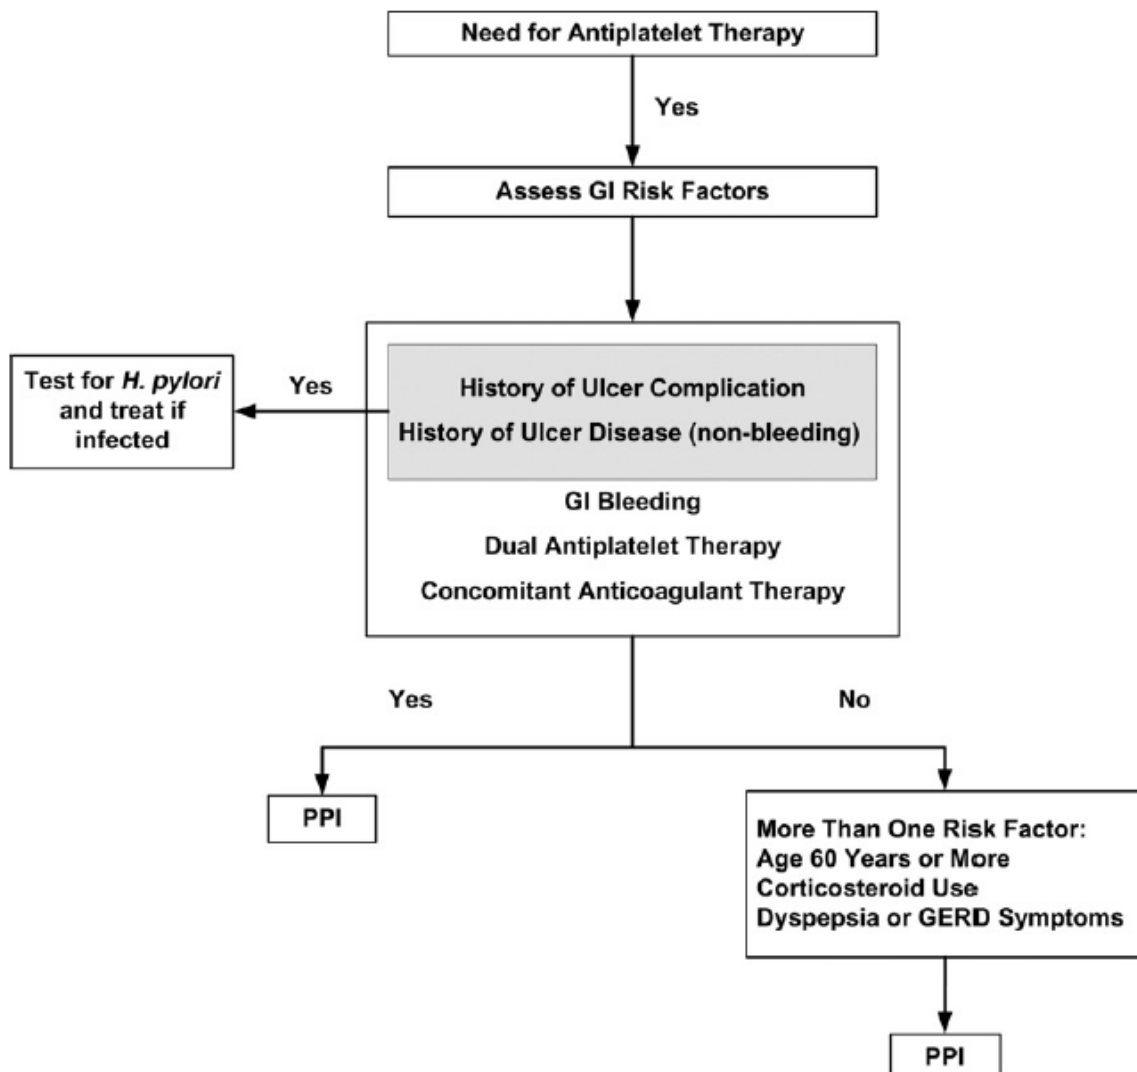 Need for Antiplatelet Therapy
Yes
Assess GI Risk Factors
Test for H. pylori
and treat if
infected
Yes
History of Ulcer Complication
History of Ulcer Disease (non-bleeding)
GI Bleeding
Dual Antiplatelet Therapy
Concomitant Anticoagulant Therapy
Yes
No
PPI
More Than One Risk Factor:
Age 60 Years or More
Corticosteroid Use
Dyspepsia or GERD Symptoms
PPI